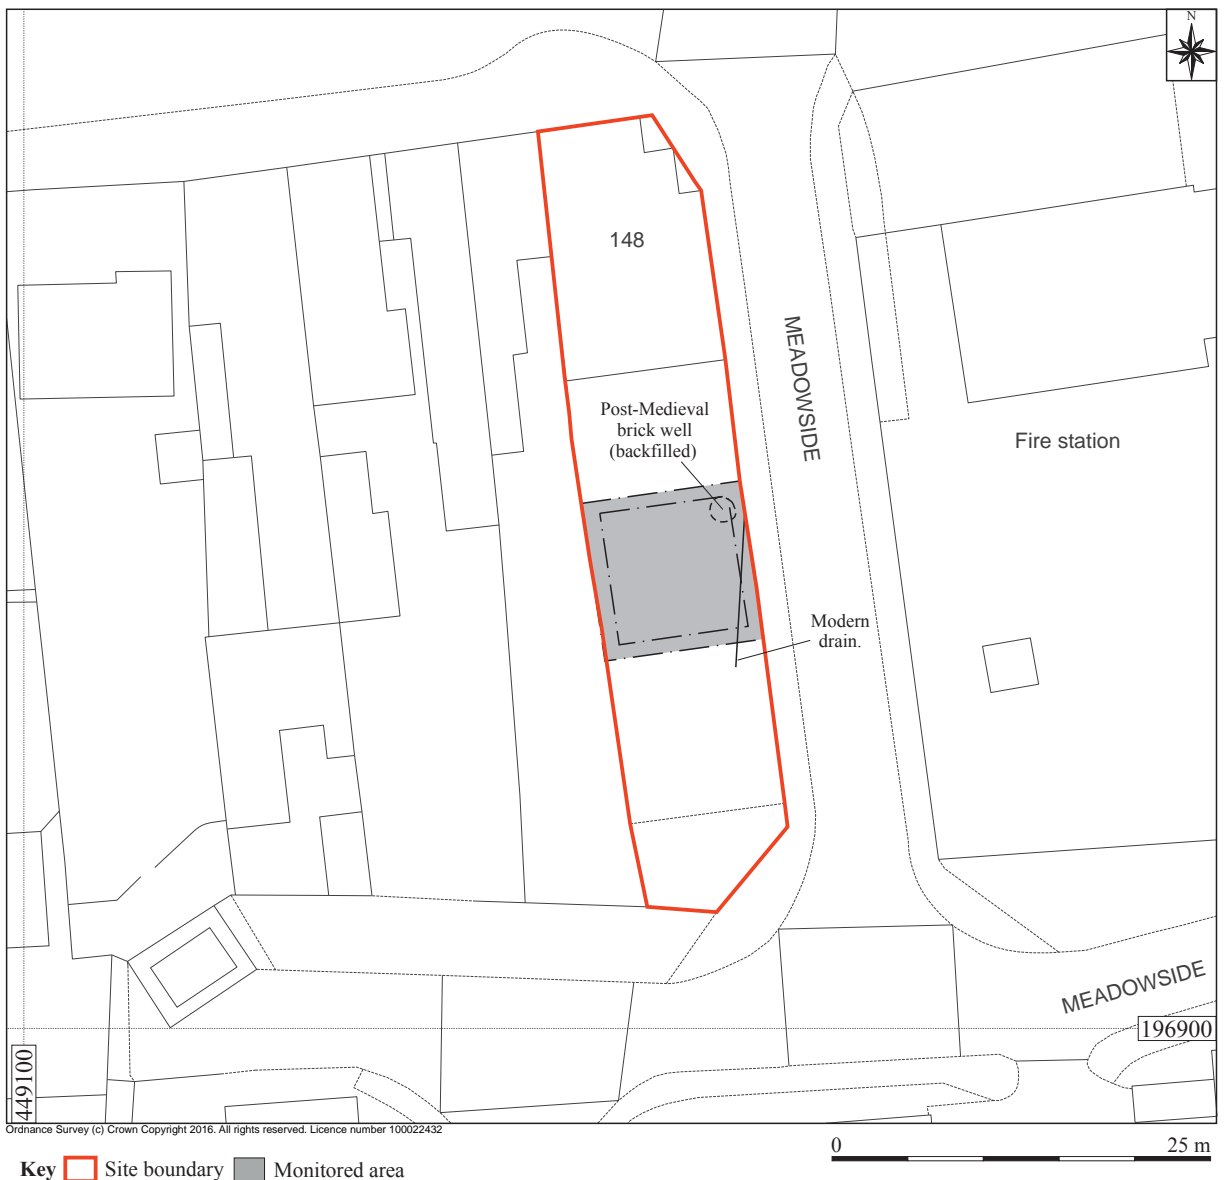 N
148
MEADOWSIDE
Post-Medieval
brick well
(backfilled)
Fire station
Modern
drain.
MEADOWSIDE
196900
449100
Ordnance Survey (c) Crown Copyright 2016. All rights reserved. Licence number 100022432
0 25 m
Key Site boundary Monitored area